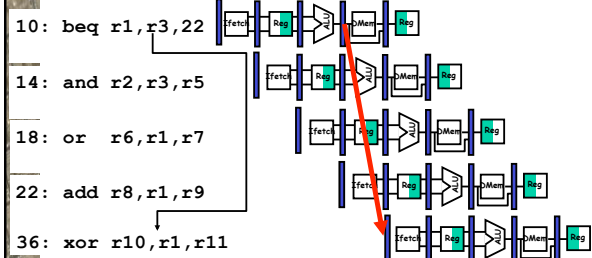 10: beq r1,r3,22 Ifetch Reg ALU DMem Reg
14: and r2,r3,r5 Ifetch Reg ALU DMem Reg
18: or r6,r1,r7 Ifetch Reg ALU DMem Reg
22: add r8,r1,r9 Ifetch Reg ALU DMem Reg
36: xor r10,r1,r11 Ifetch Reg ALU DMem Reg